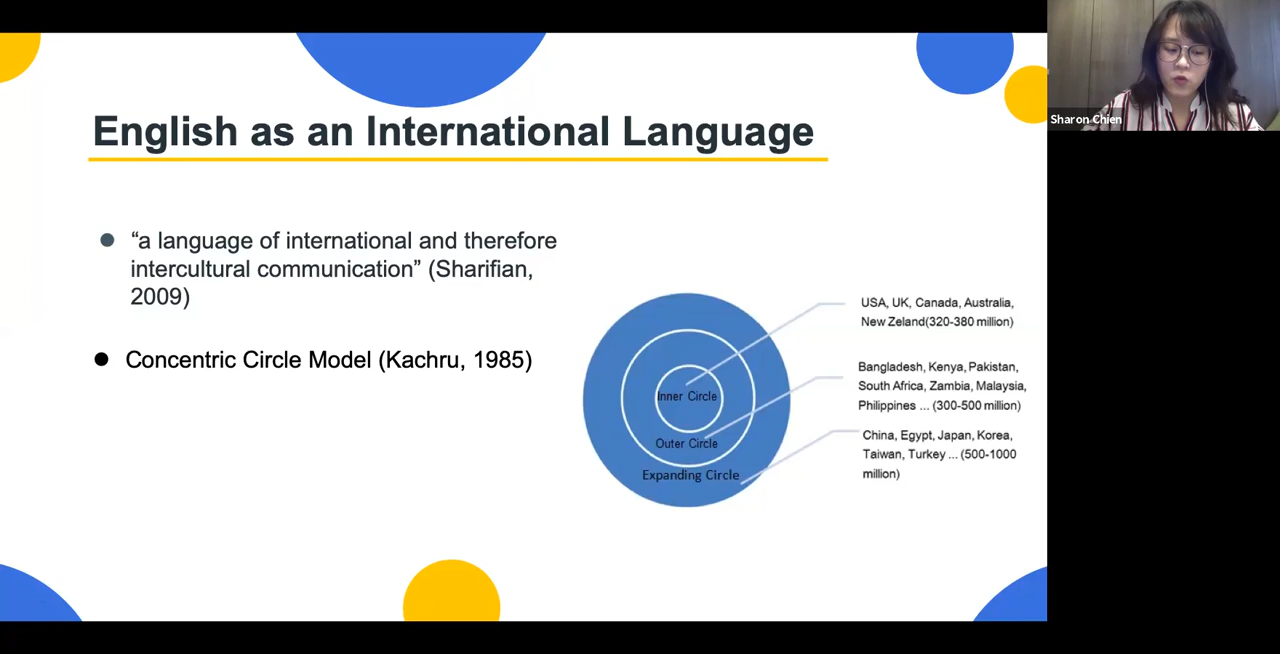 English as an International Language
“a language of international and therefore
intercultural communication” (Sharifian,
2009)
Concentric Circle Model (Kachru, 1985)
Inner Circle
Outer Circle
Expanding Circle
USA, UK, Canada, Australia,
New Zeland(320-380 million)
Bangladesh, Kenya, Pakistan,
South Africa, Zambia, Malaysia,
Philippines ... (300-500 million)
China, Egypt, Japan, Korea,
Taiwan, Turkey ... (500-1000
million)
Sharon Chien